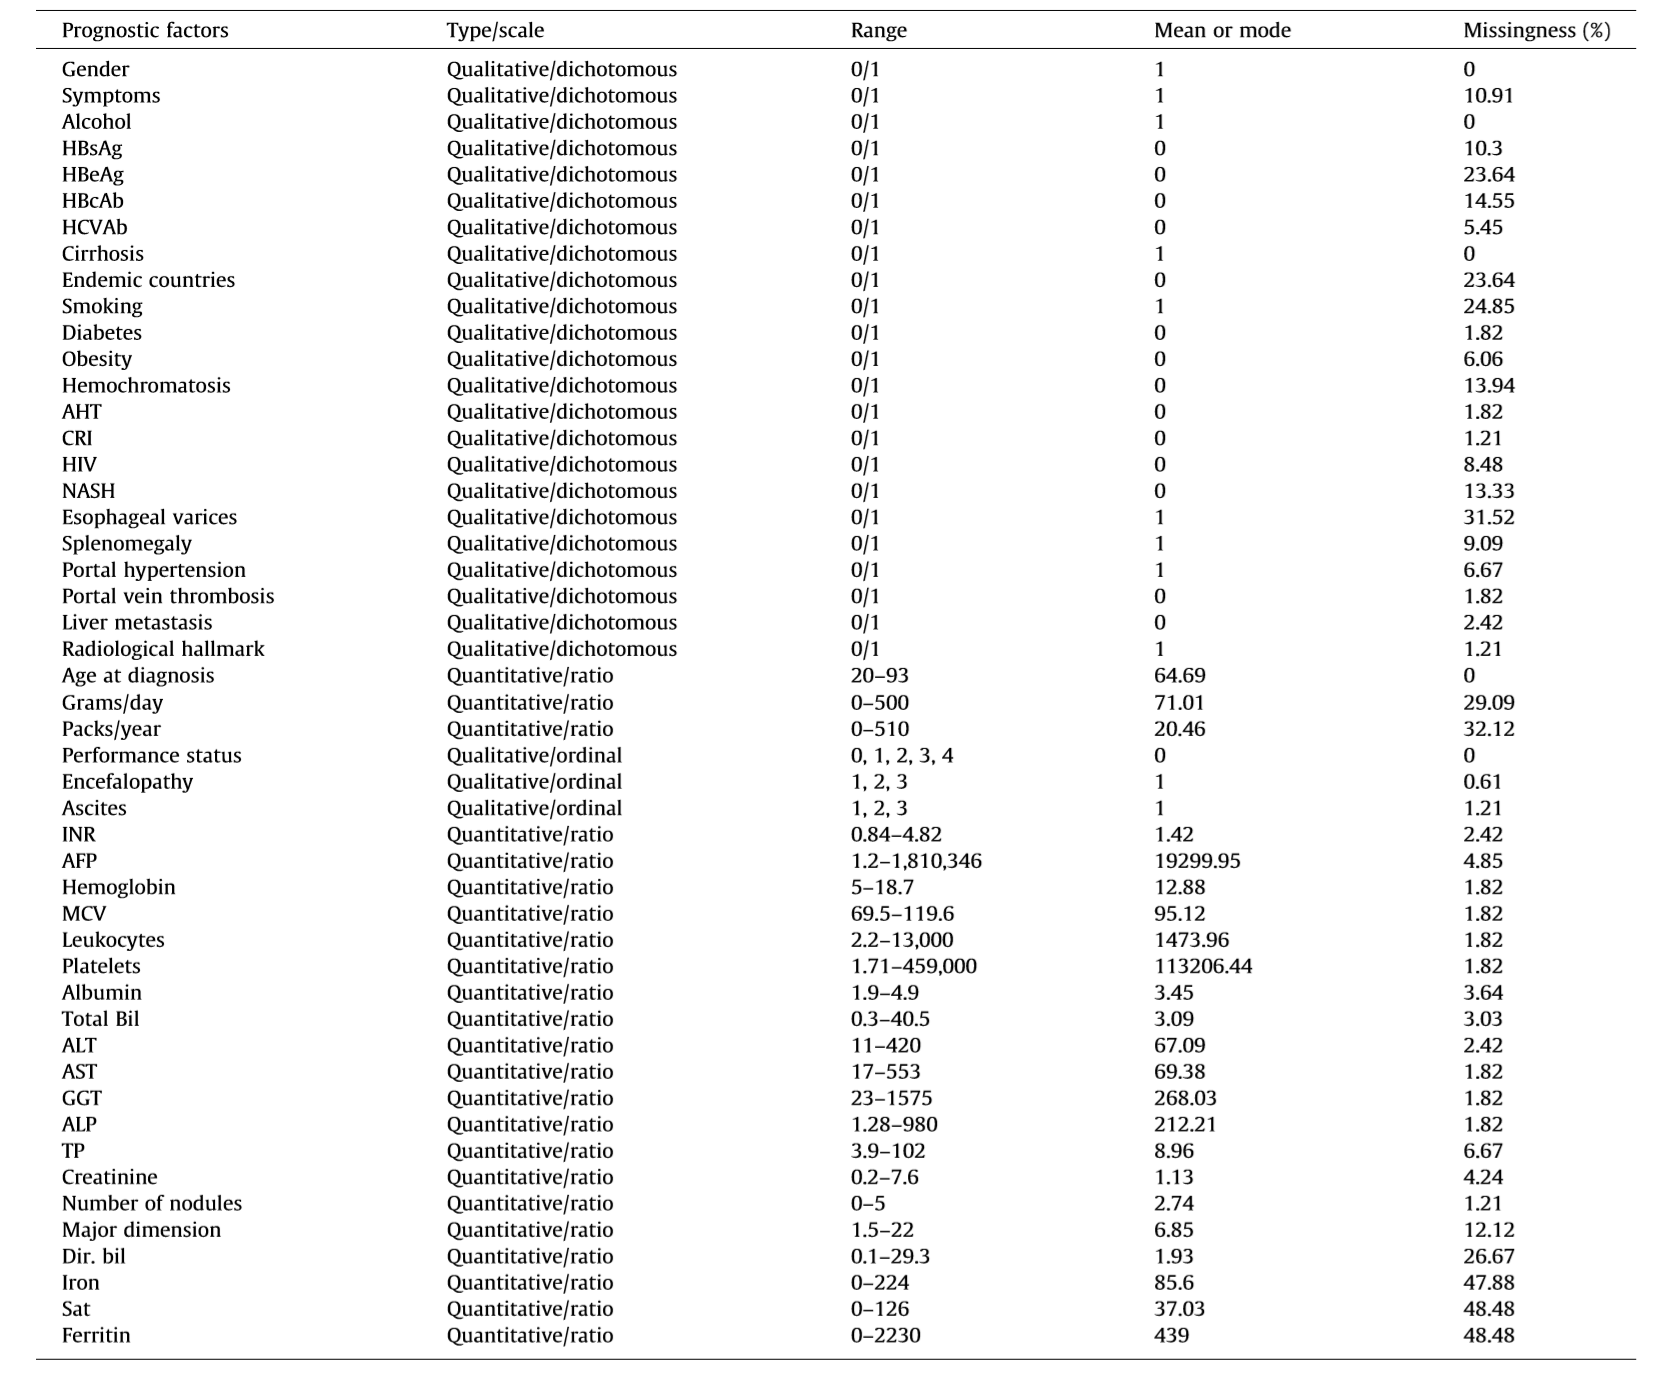 Prognostic factors Type/scale Range Mean or mode Missingness (%)
Gender Qualitative/dichotomous 0/1 1 0
Symptoms Qualitative/dichotomous 0/1 1 10.91
Alcohol Qualitative/dichotomous 0/1 1 0
HBsAg Qualitative/dichotomous 0/1 0 10.3
HBeAg Qualitative/dichotomous 0/1 0 23.64
HBcAb Qualitative/dichotomous 0/1 0 14.55
HCVAb Qualitative/dichotomous 0/1 0 5.45
Cirrhosis Qualitative/dichotomous 0/1 1 0
Endemic countries Qualitative/dichotomous 0/1 0 23.64
Smoking Qualitative/dichotomous 0/1 1 24.85
Diabetes Qualitative/dichotomous 0/1 0 1.82
Obesity Qualitative/dichotomous 0/1 0 6.06
Hemochromatosis Qualitative/dichotomous 0/1 0 13.94
AHT Qualitative/dichotomous 0/1 0 1.82
CRI Qualitative/dichotomous 0/1 0 1.21
HIV Qualitative/dichotomous 0/1 0 8.48
NASH Qualitative/dichotomous 0/1 0 13.33
Esophageal varices Qualitative/dichotomous 0/1 1 31.52
Splenomegaly Qualitative/dichotomous 0/1 1 9.09
Portal hypertension Qualitative/dichotomous 0/1 1 6.67
Portal vein thrombosis Qualitative/dichotomous 0/1 0 1.82
Liver metastasis Qualitative/dichotomous 0/1 0 2.42
Radiological hallmark Qualitative/dichotomous 0/1 1 1.21
Age at diagnosis Quantitative/ratio 20–93 64.69 0
Grams/day Quantitative/ratio 0–500 71.01 29.09
Packs/year Quantitative/ratio 0–510 20.46 32.12
Performance status Qualitative/ordinal 0, 1, 2, 3, 4 0 0
Encefalopathy Qualitative/ordinal 1, 2, 3 1 0.61
Ascites Qualitative/ordinal 1, 2, 3 1 1.21
INR Quantitative/ratio 0.84–4.82 1.42 2.42
AFP Quantitative/ratio 1.2–1,810,346 19299.95 4.85
Hemoglobin Quantitative/ratio 5–18.7 12.88 1.82
MCV Quantitative/ratio 69.5–119.6 95.12 1.82
Leukocytes Quantitative/ratio 2.2–13,000 1473.96 1.82
Platelets Quantitative/ratio 1.71–459,000 113206.44 1.82
Albumin Quantitative/ratio 1.9–4.9 3.45 3.64
Total Bil Quantitative/ratio 0.3–40.5 3.09 3.03
ALT Quantitative/ratio 11–420 67.09 2.42
AST Quantitative/ratio 17–553 69.38 1.82
GGT Quantitative/ratio 23–1575 268.03 1.82
ALP Quantitative/ratio 1.28–980 212.21 1.82
TP Quantitative/ratio 3.9–102 8.96 6.67
Creatinine Quantitative/ratio 0.2–7.6 1.13 4.24
Number of nodules Quantitative/ratio 0–5 2.74 1.21
Major dimension Quantitative/ratio 1.5–22 6.85 12.12
Dir. bil Quantitative/ratio 0.1–29.3 1.93 26.67
Iron Quantitative/ratio 0–224 85.6 47.88
Sat Quantitative/ratio 0–126 37.03 48.48
Ferritin Quantitative/ratio 0–2230 439 48.48